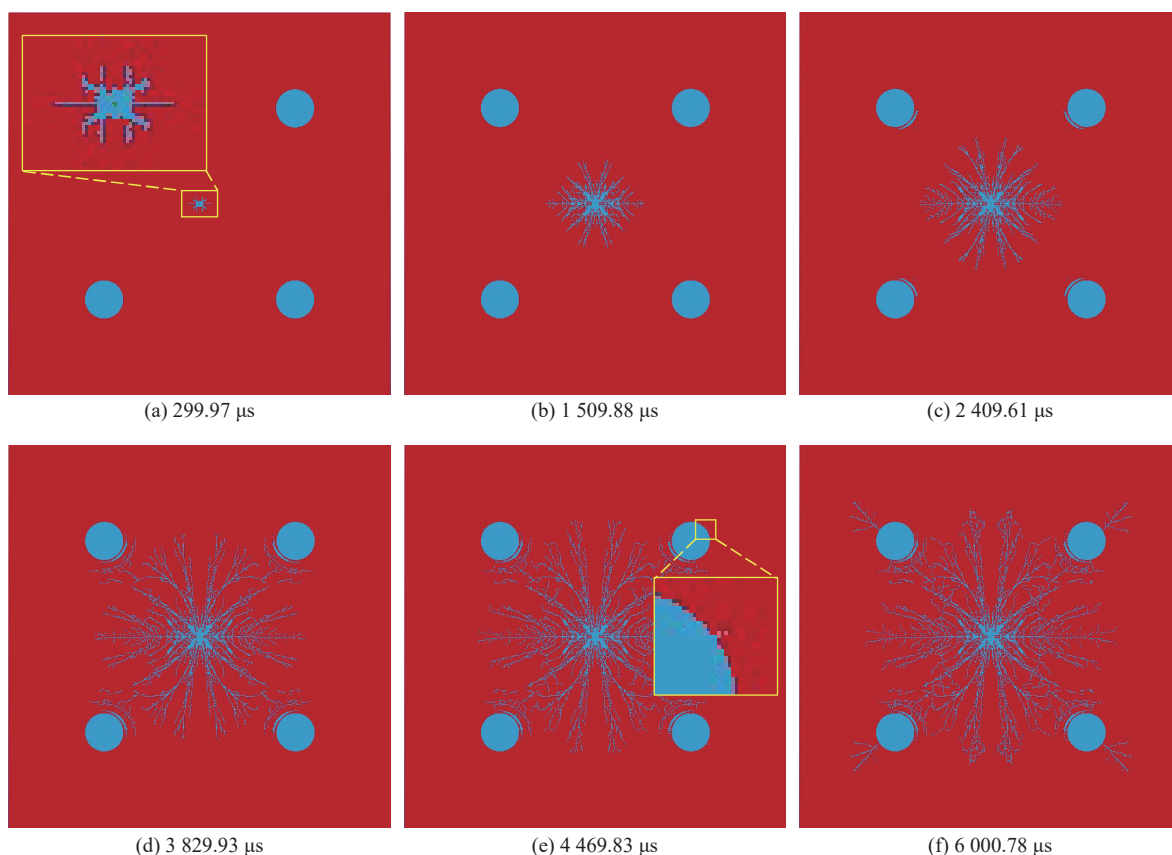 (a) 299.97 μs
(b) 1 509.88 μs
(c) 2 409.61 μs
(d) 3 829.93 μs
(e) 4 469.83 μs
(f) 6 000.78 μs